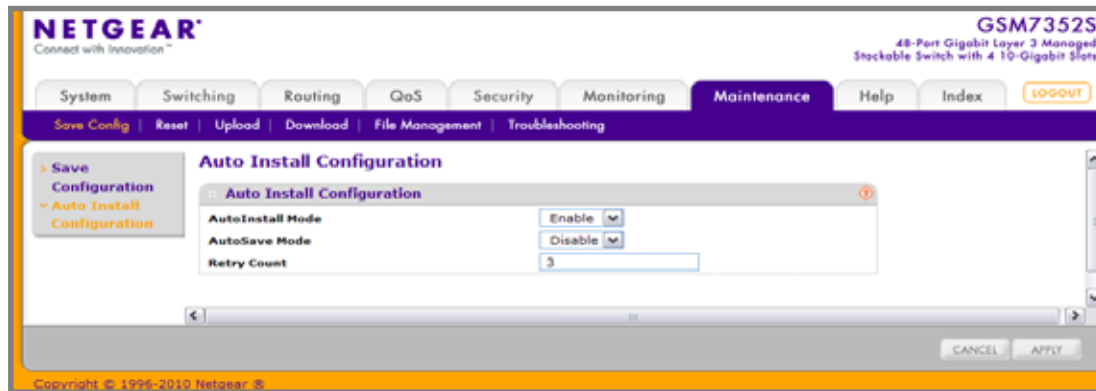 NETGEAR®
Connect with Innovation™
GSM7352S
48-Port Gigabit Layer 3 Managed
Stackable Switch with 4 10-Gigabit Slots
System Switching Routing QoS Security Monitoring Maintenance Help Index LOGOUT
Save Config | Reset | Upload | Download | File Management | Troubleshooting
Save
Configuration
Auto Install
Configuration
Auto Install Configuration
Auto Install Configuration
AutoInstall Mode Enable
AutoSave Mode Disable
Retry Count 3
CANCEL APPLY
Copyright © 1996-2010 Netgear ®